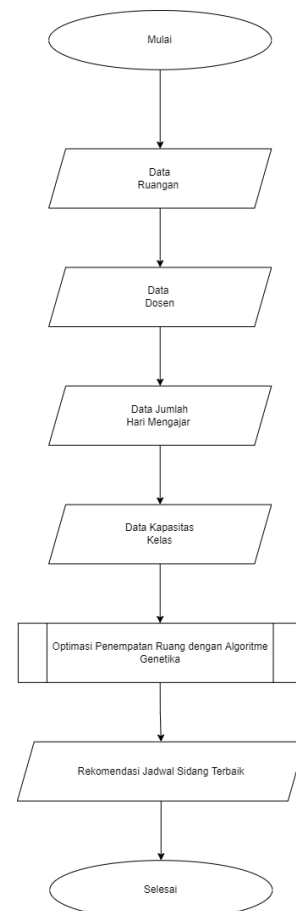 Mulai
Data
Ruangan
Data
Dosen
Data Jumlah
Hari Mengajar
Data Kapasitas
Kelas
Optimasi Penempatan Ruang dengan Algoritme
Genetika
Rekomendasi Jadwal Sidang Terbaik
Selesai